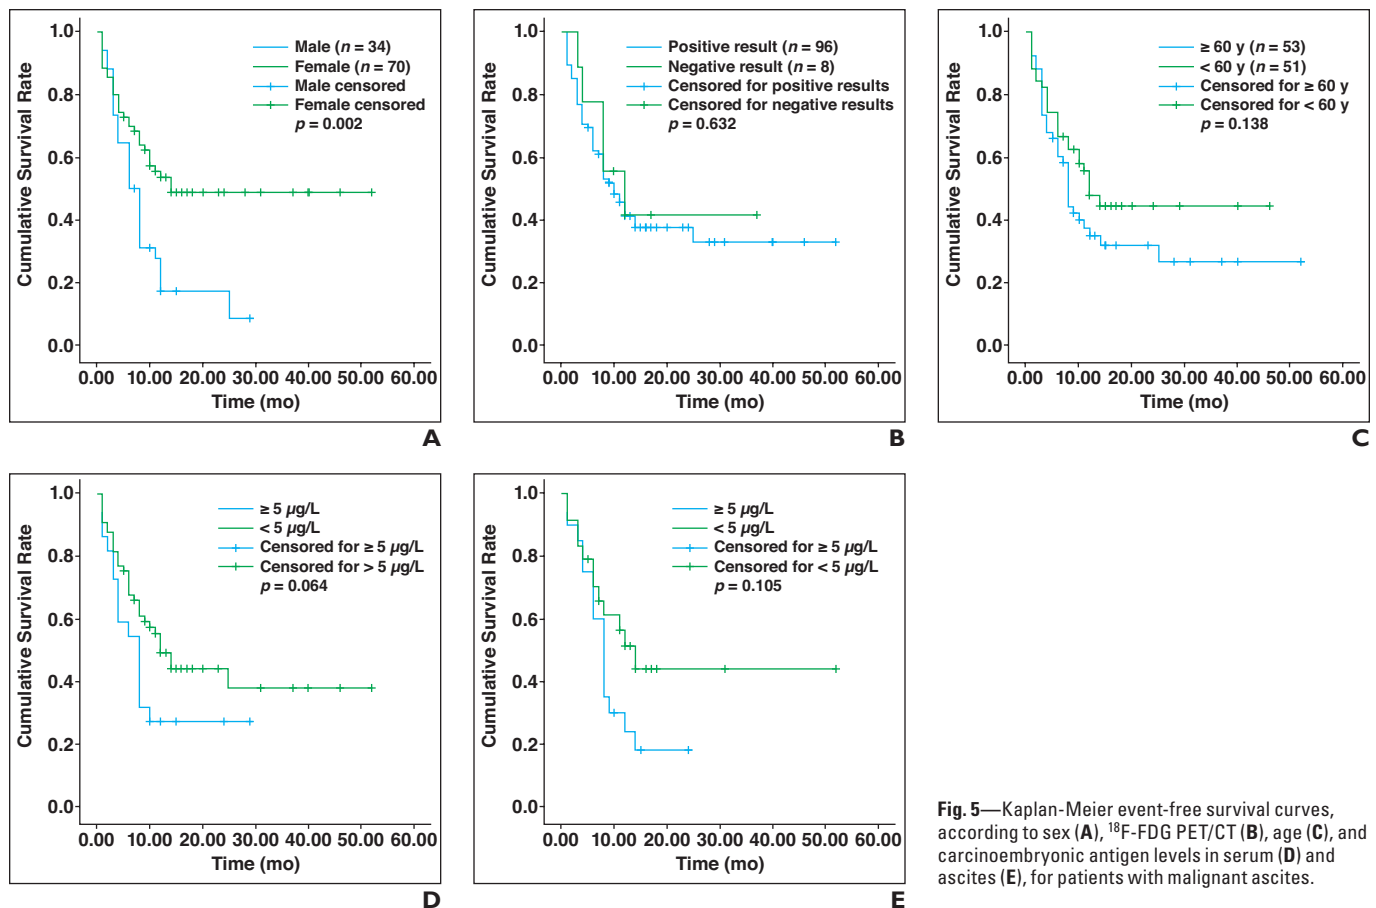 1.0
0.8
0.6
0.4
0.2
0.0
Cumulative Survival Rate
Male (n = 34)
Female (n = 70)
Male censored
Female censored
p = 0.002
0.00 10.00 20.00 30.00 40.00 50.00 60.00
Time (mo)
A
1.0
0.8
0.6
0.4
0.2
0.0
Cumulative Survival Rate
Positive result (n = 96)
Negative result (n = 8)
Censored for positive results
Censored for negative results
p = 0.632
0.00 10.00 20.00 30.00 40.00 50.00 60.00
Time (mo)
B
1.0
0.8
0.6
0.4
0.2
0.0
Cumulative Survival Rate
≥ 60 y (n = 53)
< 60 y (n = 51)
Censored for ≥ 60 y
Censored for < 60 y
p = 0.138
0.00 10.00 20.00 30.00 40.00 50.00 60.00
Time (mo)
C
1.0
0.8
0.6
0.4
0.2
0.0
Cumulative Survival Rate
≥ 5 µg/L
< 5 µg/L
Censored for ≥ 5 µg/L
Censored for > 5 µg/L
p = 0.064
0.00 10.00 20.00 30.00 40.00 50.00 60.00
Time (mo)
D
1.0
0.8
0.6
0.4
0.2
0.0
Cumulative Survival Rate
≥ 5 µg/L
< 5 µg/L
Censored for ≥ 5 µg/L
Censored for < 5 µg/L
p = 0.105
0.00 10.00 20.00 30.00 40.00 50.00 60.00
Time (mo)
E
Fig. 5—Kaplan-Meier event-free survival curves,
according to sex (A), ¹⁸F-FDG PET/CT (B), age (C), and
carcinoembryonic antigen levels in serum (D) and
ascites (E), for patients with malignant ascites.